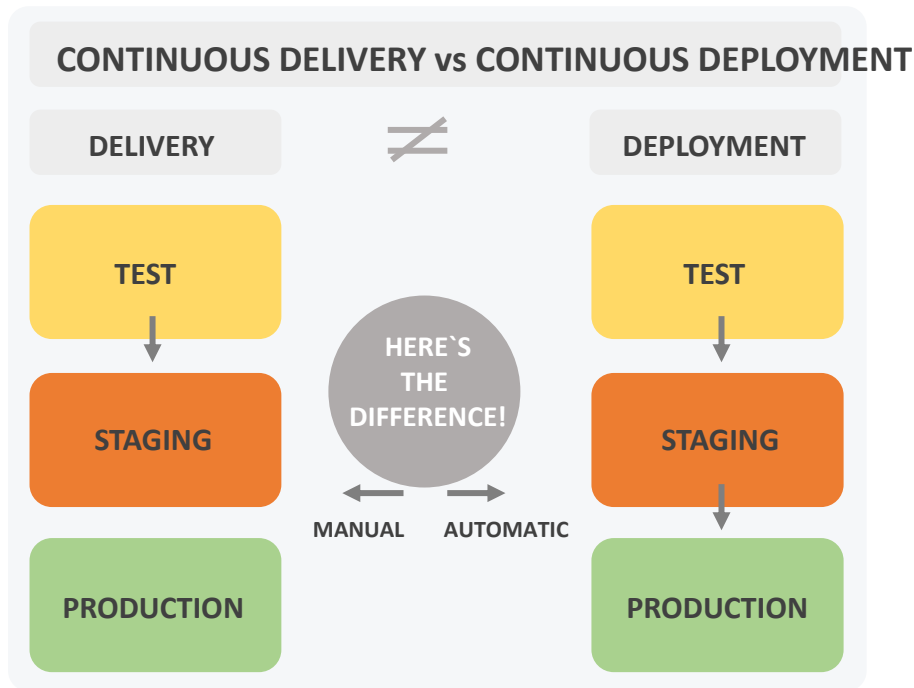 CONTINUOUS DELIVERY vs CONTINUOUS DEPLOYMENT
DELIVERY
≠
DEPLOYMENT
TEST
STAGING
PRODUCTION
HERE`S
THE
DIFFERENCE!
MANUAL
AUTOMATIC
TEST
STAGING
PRODUCTION